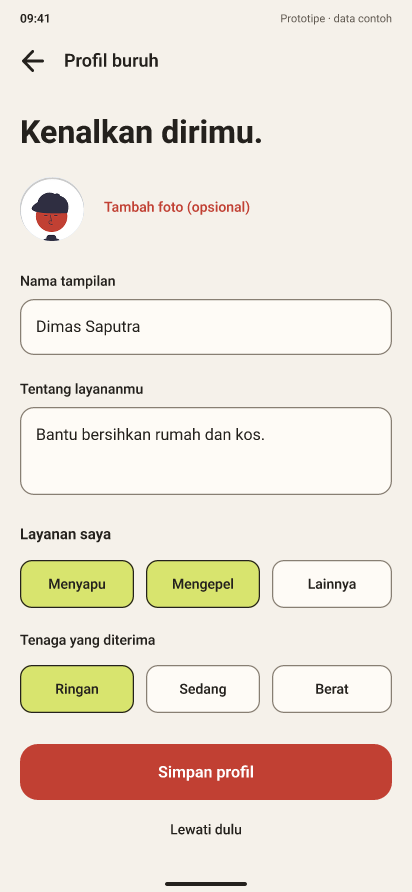 09:41
Prototipe · data contoh
Profil buruh
Kenalkan dirimu.
Tambah foto (opsional)
Nama tampilan
Dimas Saputra
Tentang layananmu
Bantu bersihkan rumah dan kos.
Layanan saya
Menyapu
Mengepel
Lainnya
Tenaga yang diterima
Ringan
Sedang
Berat
Simpan profil
Lewati dulu